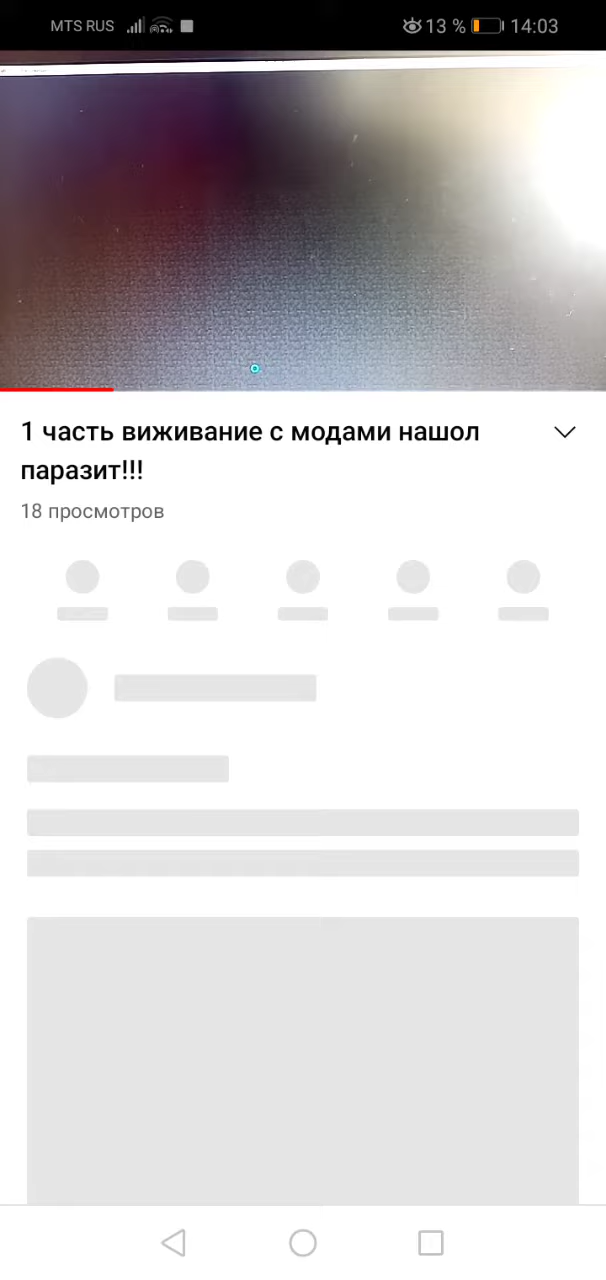 MTS RUS 13 % 14:03
1 часть виживание с модами нашол
паразит!!!
18 просмотров